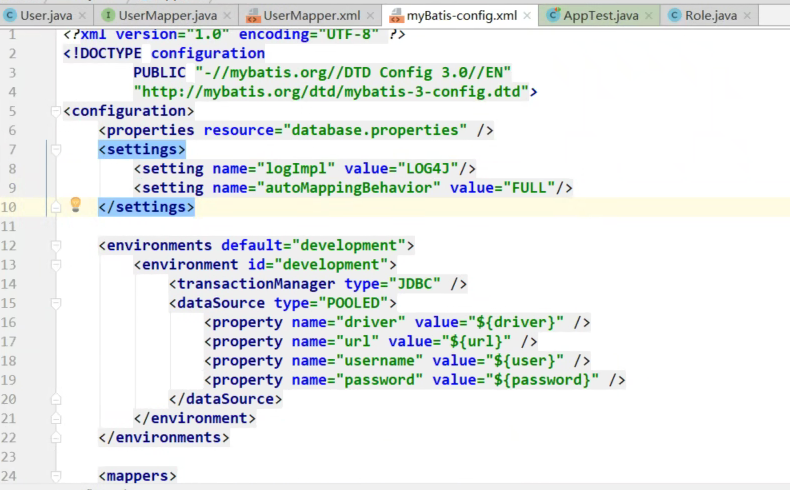 User.java × UserMapper.java × UserMapper.xml × myBatis-config.xml × AppTest.java × Role.java ×
1 <?xml version="1.0" encoding="UTF-8" ?>
2 <!DOCTYPE configuration
3 PUBLIC "-//mybatis.org//DTD Config 3.0//EN"
4 "http://mybatis.org/dtd/mybatis-3-config.dtd">
5 <configuration>
6 <properties resource="database.properties" />
7 <settings>
8 <setting name="logImpl" value="LOG4J"/>
9 <setting name="autoMappingBehavior" value="FULL"/>
10 </settings>
11
12 <environments default="development">
13 <environment id="development">
14 <transactionManager type="JDBC" />
15 <dataSource type="POOLED">
16 <property name="driver" value="${driver}" />
17 <property name="url" value="${url}" />
18 <property name="username" value="${user}" />
19 <property name="password" value="${password}" />
20 </dataSource>
21 </environment>
22 </environments>
23
24 <mappers>